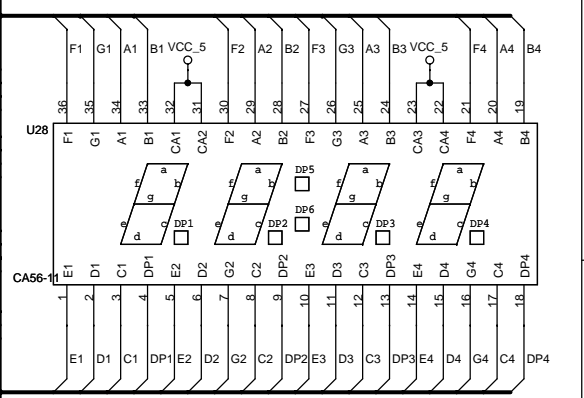 F1 G1 A1 B1 VCC_5 F2 A2 B2 F3 G3 A3 B3 VCC_5 F4 A4 B4
36 35 34 33 32 31 30 29 28 27 26 25 24 23 22 21 20 19
U28
F1 G1 A1 B1 CA1 CA2 F2 A2 B2 F3 G3 A3 B3 CA3 CA4 F4 A4 B4
a a DP5 a a
f b f b f b f b
g g g g
DP6
e c DP1 e c DP2 e c DP3 e c DP4
d d d d
E1 D1 C1 DP1 E2 D2 G2 C2 DP2 E3 D3 C3 DP3 E4 D4 G4 C4 DP4
CA56-11
1 2 3 4 5 6 7 8 9 10 11 12 13 14 15 16 17 18
E1 D1 C1 DP1 E2 D2 G2 C2 DP2 E3 D3 C3 DP3 E4 D4 G4 C4 DP4